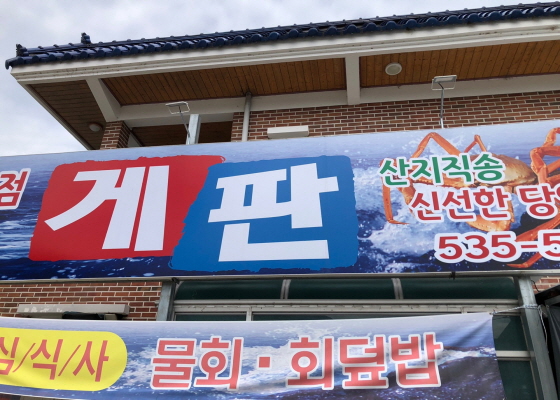 점
게판
산지직송
신선한 당
535-5
심/식/사
물회·회덮밥